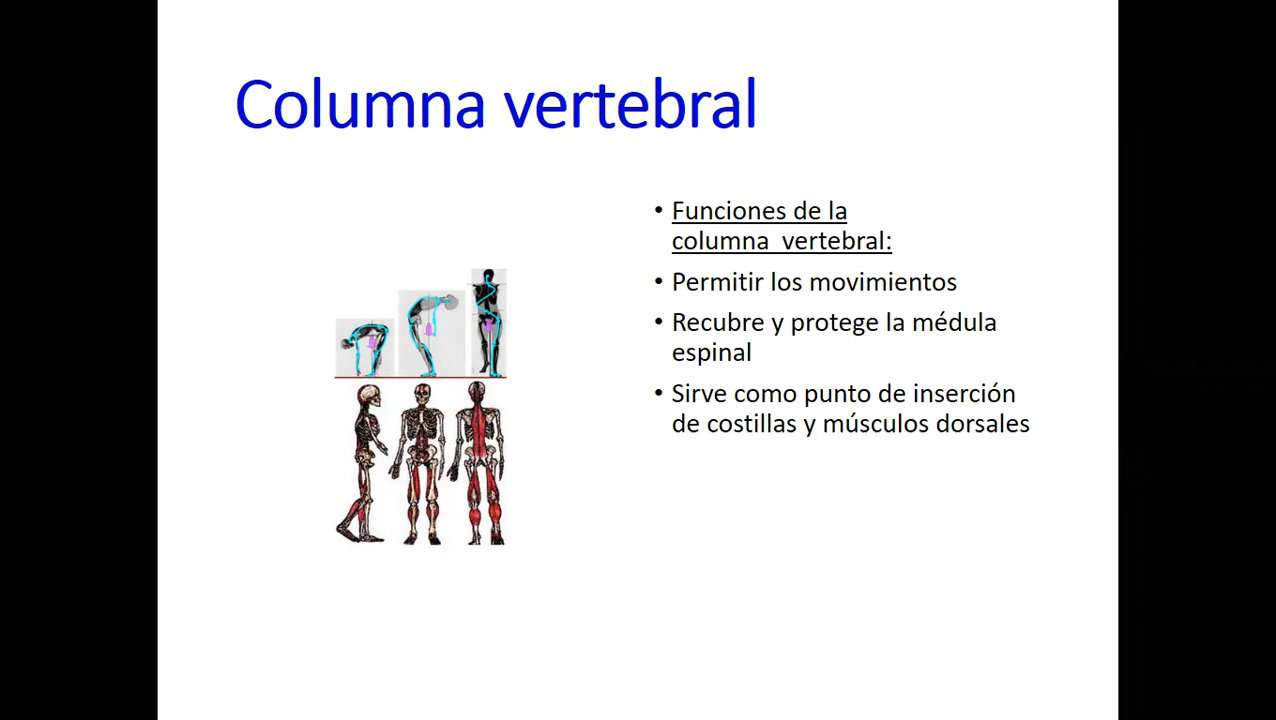 Columna vertebral
• Funciones de la
columna  vertebral:
• Permitir los movimientos
• Recubre y protege la médula
espinal
• Sirve como punto de inserción
de costillas y músculos dorsales